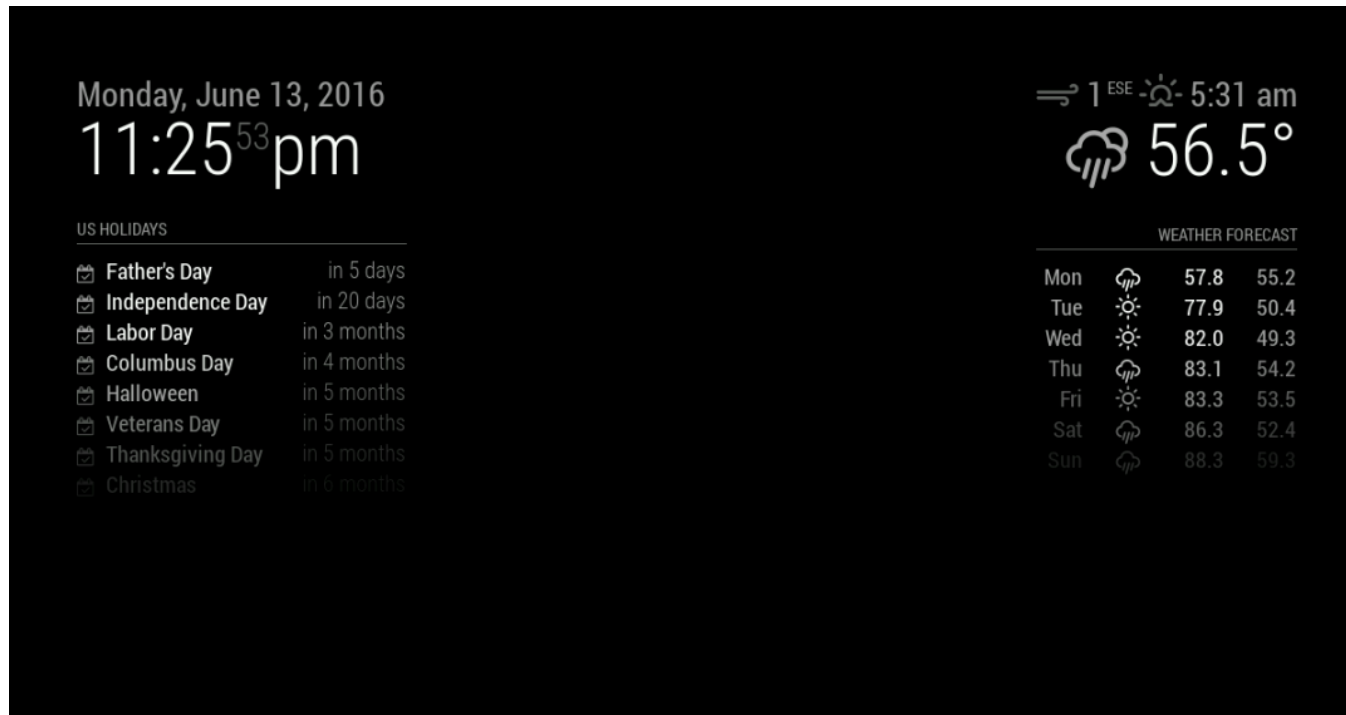 Monday, June 13, 2016
11:25 53 pm
US HOLIDAYS
Father's Day in 5 days
Independence Day in 20 days
Labor Day in 3 months
Columbus Day in 4 months
Halloween in 5 months
Veterans Day in 5 months
Thanksgiving Day in 5 months
Christmas in 6 months
1 ESE 5:31 am
56.5°
WEATHER FORECAST
Mon 57.8 55.2
Tue 77.9 50.4
Wed 82.0 49.3
Thu 83.1 54.2
Fri 83.3 53.5
Sat 86.3 52.4
Sun 88.3 59.3